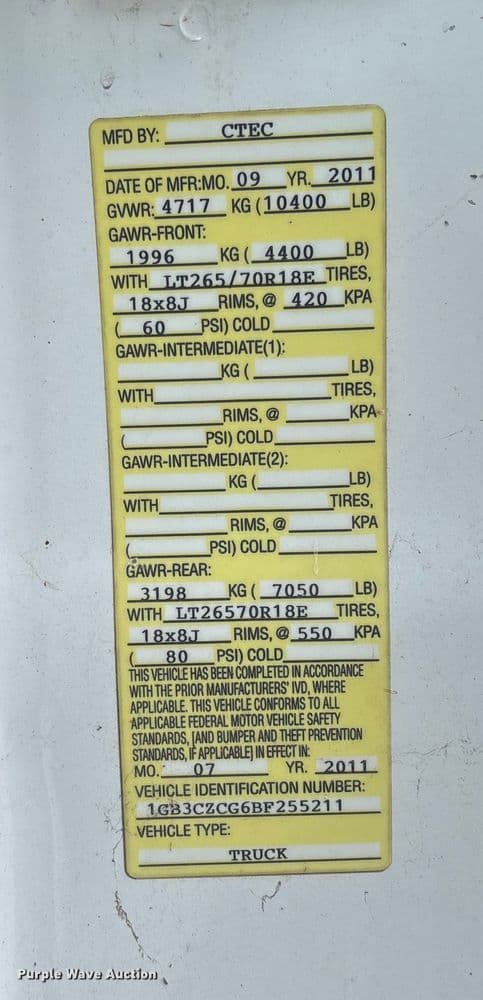 MFD BY: CTEC
DATE OF MFR:MO. 09 YR. 2011
GVWR: 4717 KG (10400 LB)
GAWR-FRONT:
1996 KG ( 4400 LB)
WITH LT265/70R18E TIRES,
18x8J RIMS, @ 420 KPA
( 60 PSI) COLD
GAWR-INTERMEDIATE(1):
KG ( LB)
WITH TIRES,
RIMS, @ KPA
( PSI) COLD
GAWR-INTERMEDIATE(2):
KG ( LB)
WITH TIRES,
RIMS, @ KPA
( PSI) COLD
GAWR-REAR:
3198 KG ( 7050 LB)
WITH LT26570R18E TIRES,
18x8J RIMS, @ 550 KPA
( 80 PSI) COLD
THIS VEHICLE HAS BEEN COMPLETED IN ACCORDANCE
WITH THE PRIOR MANUFACTURERS' IVD, WHERE
APPLICABLE. THIS VEHICLE CONFORMS TO ALL
APPLICABLE FEDERAL MOTOR VEHICLE SAFETY
STANDARDS, [AND BUMPER AND THEFT PREVENTION
STANDARDS, IF APPLICABLE] IN EFFECT IN:
MO. 07 YR. 2011
VEHICLE IDENTIFICATION NUMBER:
1GB3CZCG6BF255211
VEHICLE TYPE:
TRUCK
Purple Wave Auction